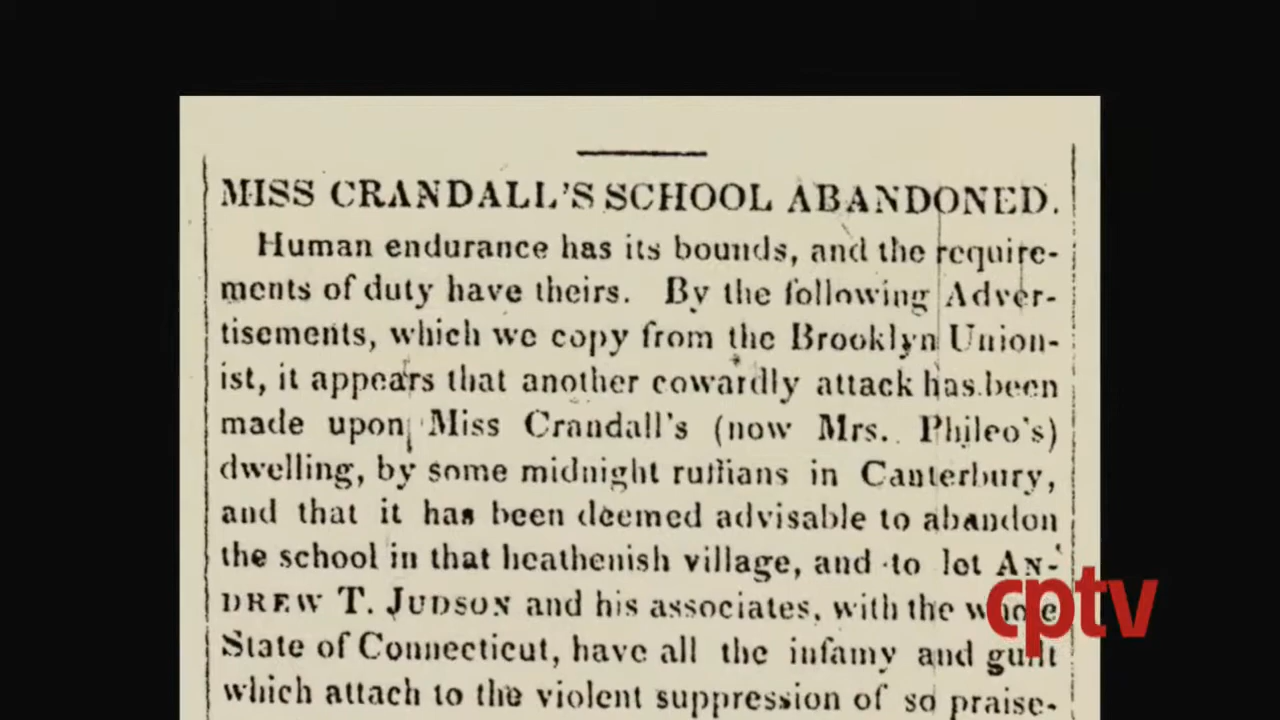 MISS CRANDALL'S SCHOOL ABANDONED.
Human endurance has its bounds, and the require-
ments of duty have theirs. By the following Adver-
tisements, which we copy from the Brooklyn Union-
ist, it appears that another cowardly attack has been
made upon Miss Crandall's (now Mrs. Phileo's)
dwelling, by some midnight ruffians in Canterbury,
and that it has been deemed advisable to abandon
the school in that heathenish village, and to let AN-
DREW T. JUDSON and his associates, with the whole
State of Connecticut, have all the infamy and guilt
which attach to the violent suppression of so praise-
cptv